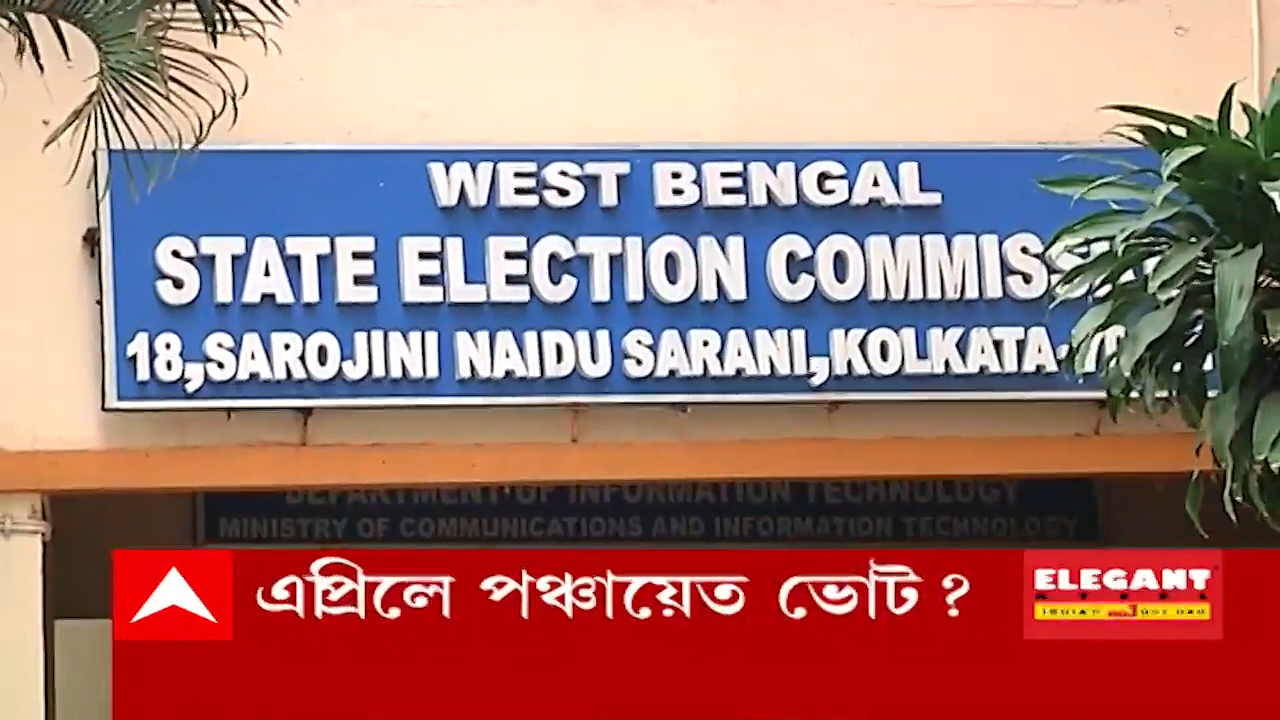 WEST BENGAL
STATE ELECTION COMMISS
18,SAROJINI NAIDU SARANI,KOLKATA-
DEPARTMENT OF INFORMATION TECHNOLOGY
MINISTRY OF COMMUNICATIONS AND INFORMATION TECHNOLOGY
এপ্রিলে পঞ্চায়েত ভোট ?
ELEGANT